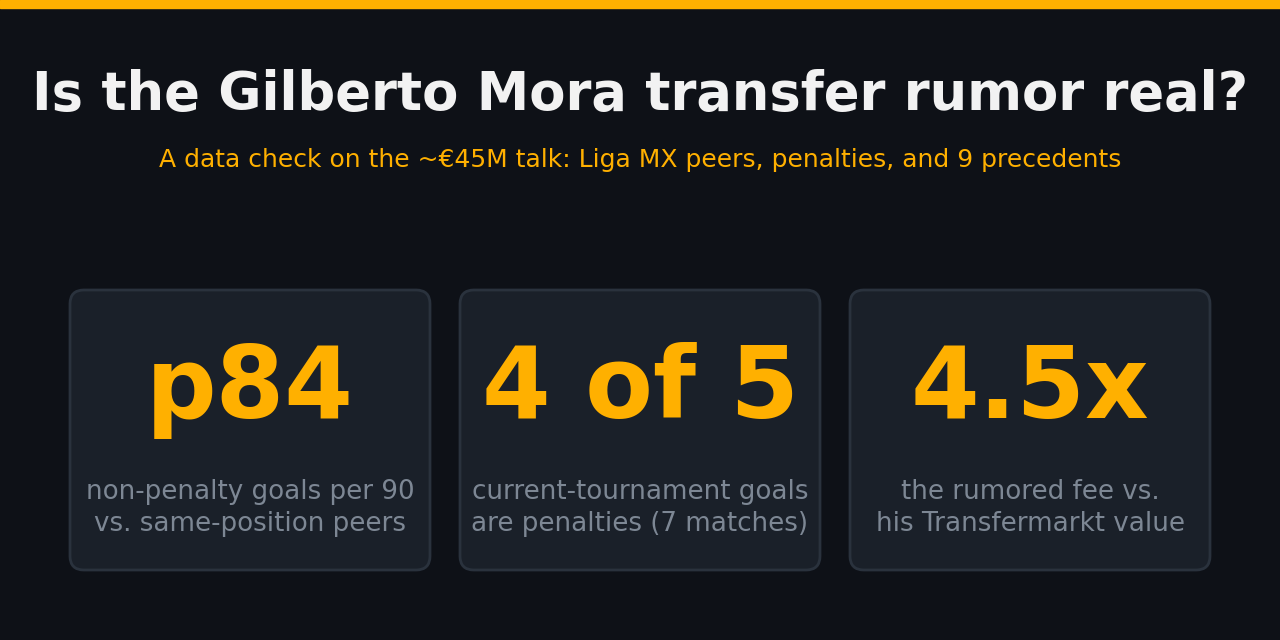 Is the Gilberto Mora transfer rumor real?
A data check on the ~€45M talk: Liga MX peers, penalties, and 9 precedents
p84
non-penalty goals per 90
vs. same-position peers
4 of 5
current-tournament goals
are penalties (7 matches)
4.5x
the rumored fee vs.
his Transfermarkt value